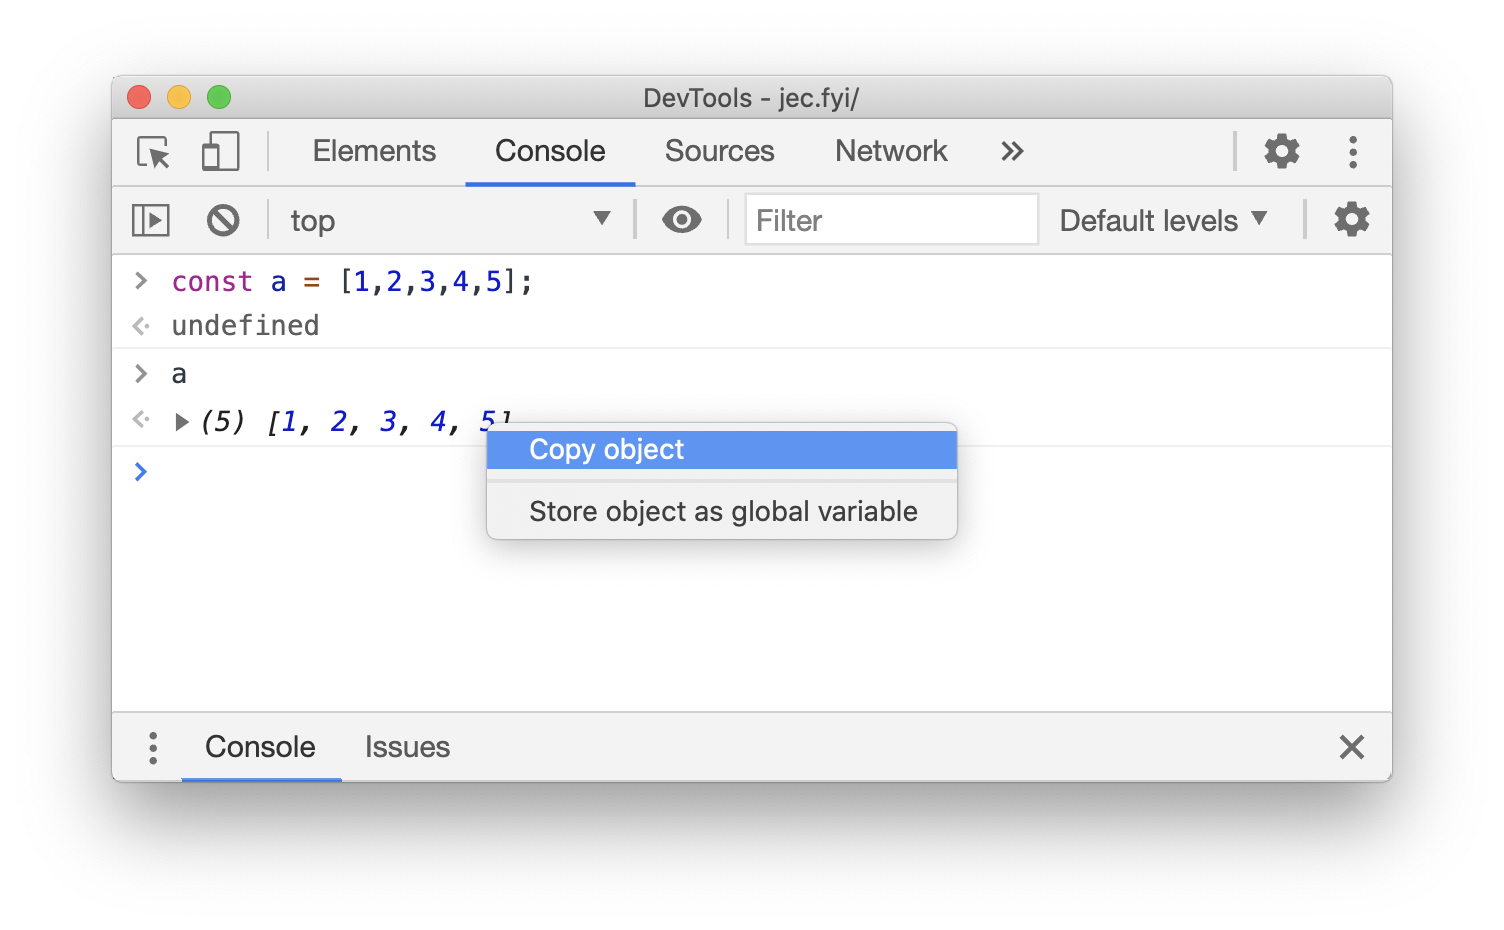 DevTools - jec.fyi/
Elements Console Sources Network »
top Filter Default levels
> const a = [1,2,3,4,5];
undefined
> a
(5) [1, 2, 3, 4, 5]
Copy object
>
Store object as global variable
Console Issues